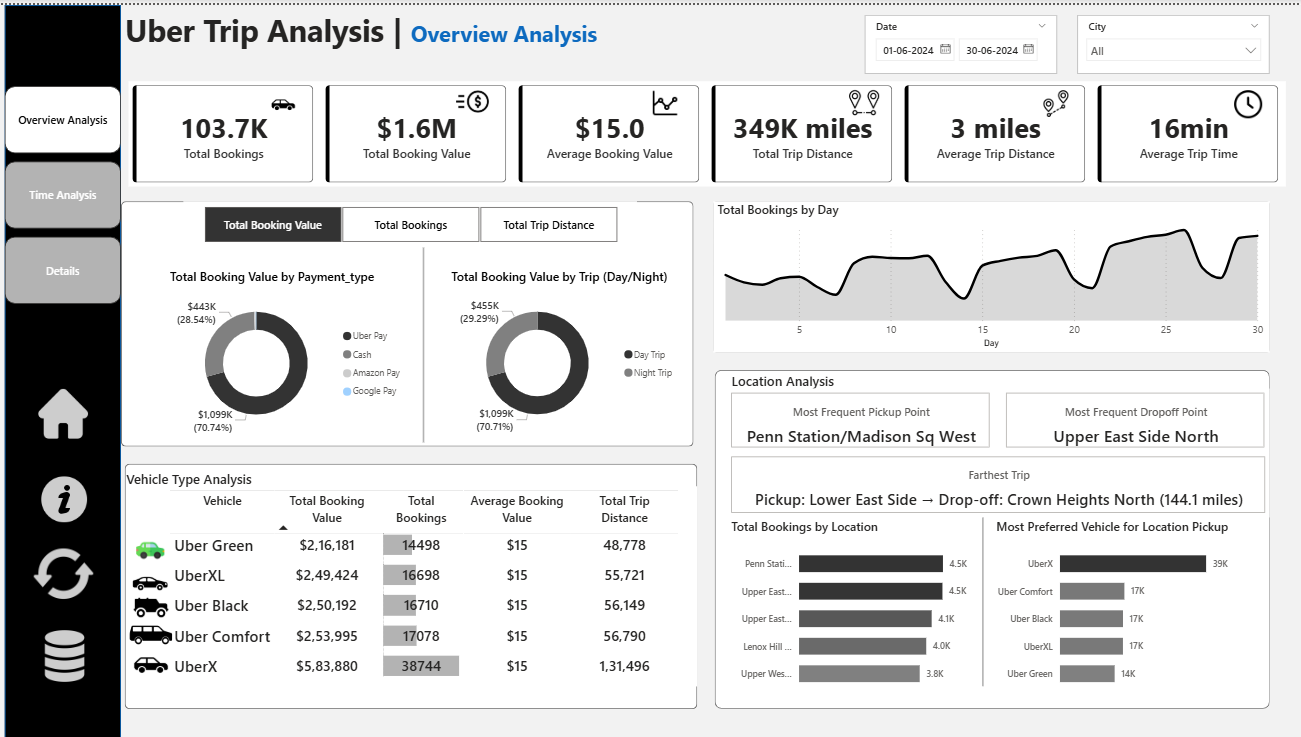 Uber Trip Analysis | Overview Analysis
Date
01-06-2024
30-06-2024
City
All
Overview Analysis
Time Analysis
Details
103.7K
Total Bookings
$1.6M
Total Booking Value
$15.0
Average Booking Value
349K miles
Total Trip Distance
3 miles
Average Trip Distance
16min
Average Trip Time
Total Booking Value
Total Bookings
Total Trip Distance
Total Booking Value by Payment_type
$443K
(28.54%)
$1,099K
(70.74%)
Uber Pay
Cash
Amazon Pay
Google Pay
Total Booking Value by Trip (Day/Night)
$455K
(29.29%)
$1,099K
(70.71%)
Day Trip
Night Trip
Total Bookings by Day
5 10 15 20 25 30
Day
Vehicle Type Analysis
Vehicle
Total Booking
Value
Total
Bookings
Average Booking
Value
Total Trip
Distance
Uber Green $2,16,181 14498 $15 48,778
UberXL $2,49,424 16698 $15 55,721
Uber Black $2,50,192 16710 $15 56,149
Uber Comfort $2,53,995 17078 $15 56,790
UberX $5,83,880 38744 $15 1,31,496
Location Analysis
Most Frequent Pickup Point
Penn Station/Madison Sq West
Most Frequent Dropoff Point
Upper East Side North
Farthest Trip
Pickup: Lower East Side → Drop-off: Crown Heights North (144.1 miles)
Total Bookings by Location
Penn Stati... 4.5K
Upper East... 4.5K
Upper East... 4.1K
Lenox Hill ... 4.0K
Upper Wes... 3.8K
Most Preferred Vehicle for Location Pickup
UberX 39K
Uber Comfort 17K
Uber Black 17K
UberXL 17K
Uber Green 14K